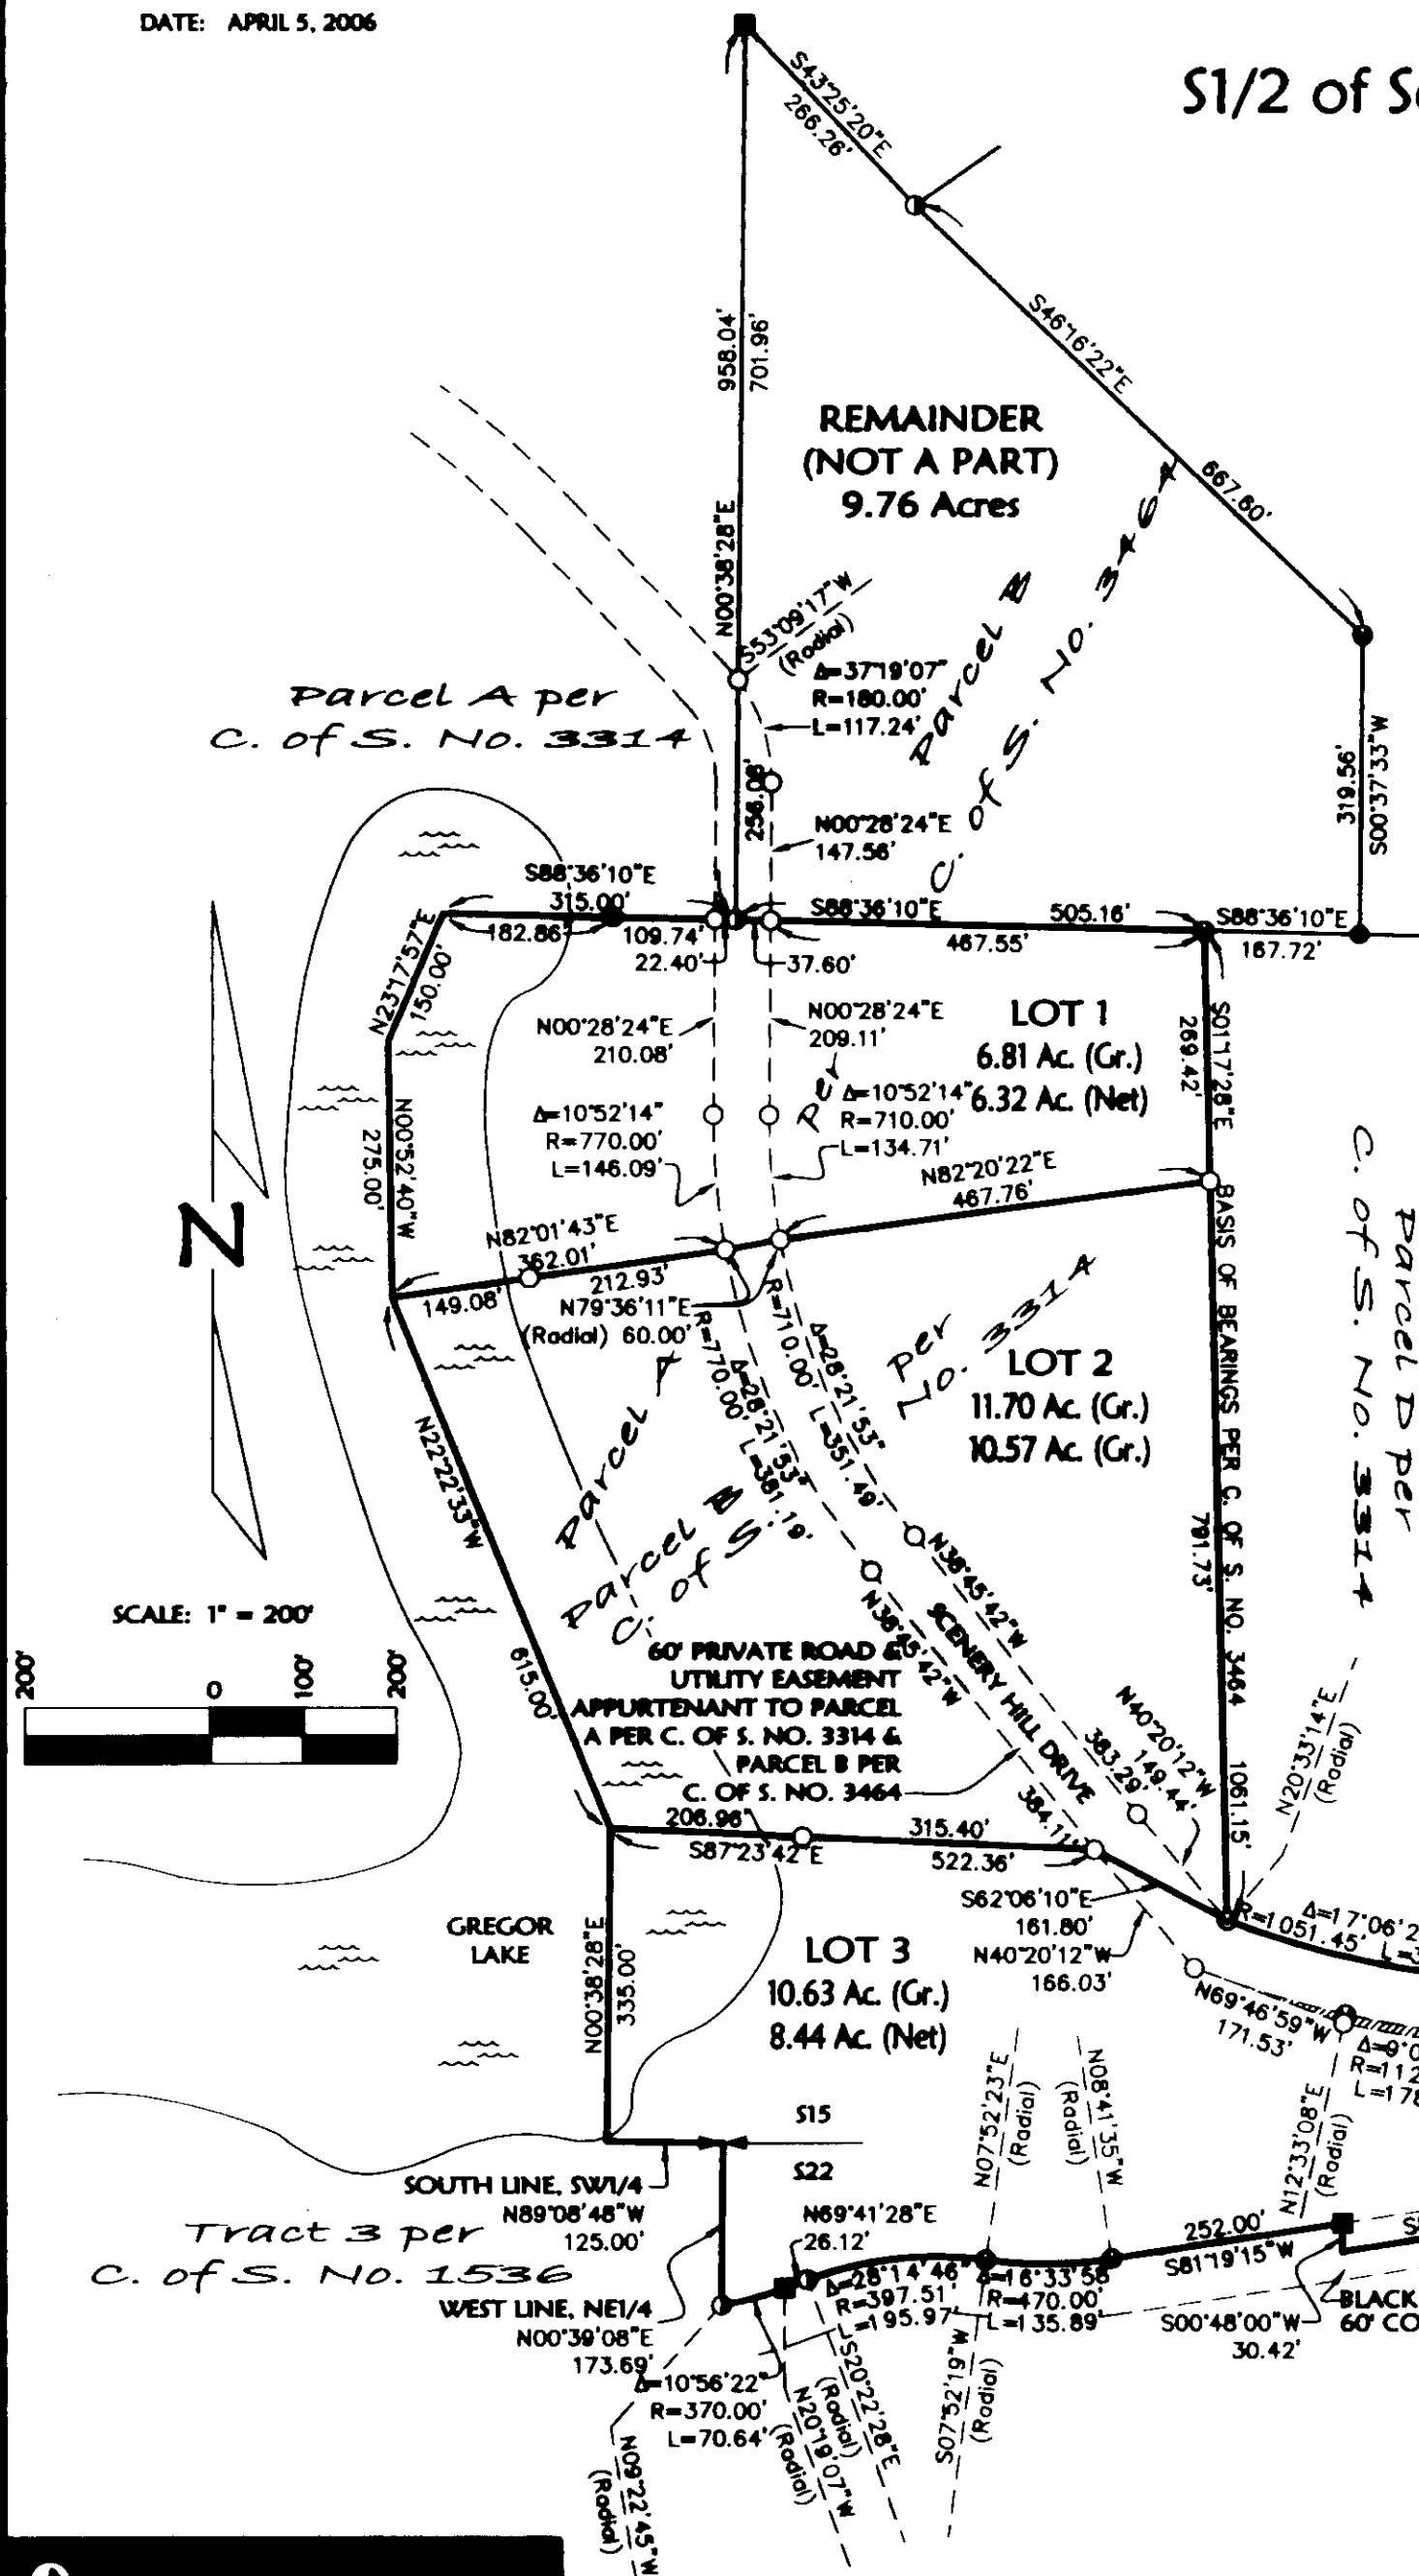 DATE: APRIL 5, 2006
S1/2 of S
S43°25'20"E
266.26'
S46°16'22"E
667.60'
958.04'
701.96'
N00°38'28"E
REMAINDER
(NOT A PART)
9.76 Acres
S53°09'17"W
(Radial)
Δ=37°19'07"
R=180.00'
L=117.24'
Parcel B
C. of S. No. 346
Parcel A per
C. of S. No. 3314
256.08'
N00°28'24"E
147.56'
319.56'
S00°37'33"W
S88°36'10"E
315.00'
182.86'
109.74'
22.40'
37.60'
S88°36'10"E
505.16'
467.55'
S88°36'10"E
167.72'
N23°17'57"E
150.00'
N00°28'24"E
210.08'
N00°28'24"E
209.11'
LOT 1
6.81 Ac. (Gr.)
6.32 Ac. (Net)
S01°17'28"E
269.42'
Per
Δ=10°52'14"
R=770.00'
L=146.09'
Δ=10°52'14"
R=710.00'
L=134.71'
N00°52'40"W
275.00'
N82°20'22"E
467.76'
N82°01'43"E
362.01'
149.08'
212.93'
N79°36'11"E
(Radial) 60.00'
N
BASIS OF BEARINGS PER C. OF S. NO. 3464
791.73'
1061.15'
C. of S. No. 3314
Parcel D per
LOT 2
11.70 Ac. (Gr.)
10.57 Ac. (Gr.)
per
No. 331A
R=710.00'
Δ=28°21'53"
L=351.49'
R=770.00'
Δ=28°21'53"
L=381.19'
Parcel
Parcel B
C. of S.
N22°22'33"W
615.00'
SCALE: 1" = 200'
200'
0
100'
200'
N38°45'42"W
N38°45'42"W
SCENERY HILL DRIVE
383.29'
384.11'
N40°20'12"W
149.44'
60' PRIVATE ROAD &
UTILITY EASEMENT
APPURTENANT TO PARCEL
A PER C. OF S. NO. 3314 &
PARCEL B PER
C. OF S. NO. 3464
N20°33'14"E
(Radial)
206.96'
S87°23'42"E
315.40'
522.36'
S62°06'10"E
161.80'
N40°20'12"W
166.03'
Δ=17°06'2
R=1051.45'
L=3
GREGOR
LAKE
N00°38'28"E
335.00'
LOT 3
10.63 Ac. (Gr.)
8.44 Ac. (Net)
N69°46'59"W
171.53'
Δ=9°0
R=112
L=178
N07°52'23"E
(Radial)
N08°41'35"W
(Radial)
N12°33'08"E
(Radial)
S15
S22
SOUTH LINE, SW1/4
N89°08'48"W
125.00'
Tract 3 per
C. of S. No. 1536
N69°41'28"E
26.12'
252.00'
S81°19'15"W
WEST LINE, NE1/4
N00°39'08"E
173.69'
Δ=28°14'46"
R=397.51'
L=195.97'
Δ=16°33'58"
R=470.00'
L=135.89'
S00°48'00"W
30.42'
BLACK
60' CO
Δ=10°56'22"
R=370.00'
L=70.64'
S20°22'28"E
(Radial)
N20°19'07"W
(Radial)
S07°52'19"W
(Radial)
N09°22'45"W
(Radial)